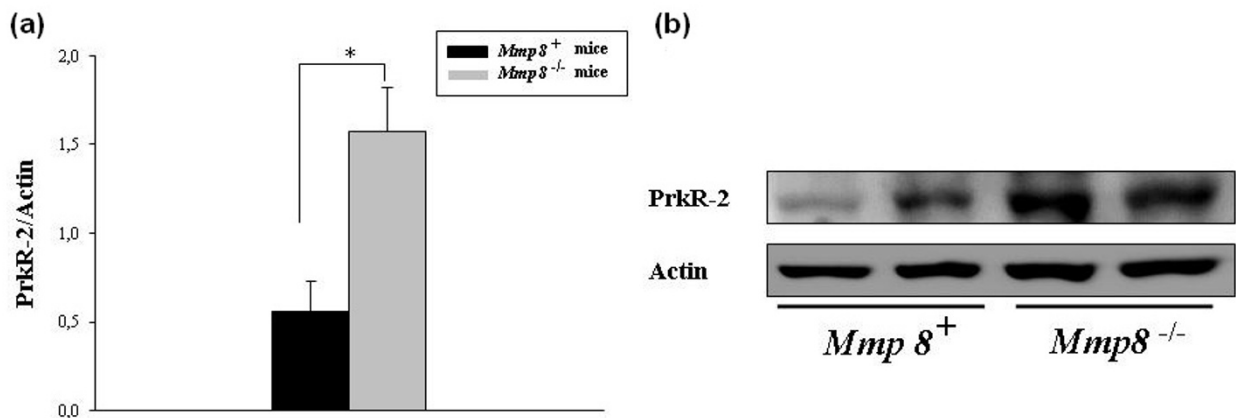 (a)
2,0
1,5
1,0
0,5
0,0
PrkR-2/Actin
*
Mmp8⁺ mice
Mmp8⁻/⁻ mice
(b)
PrkR-2
Actin
Mmp 8⁺
Mmp8⁻/⁻